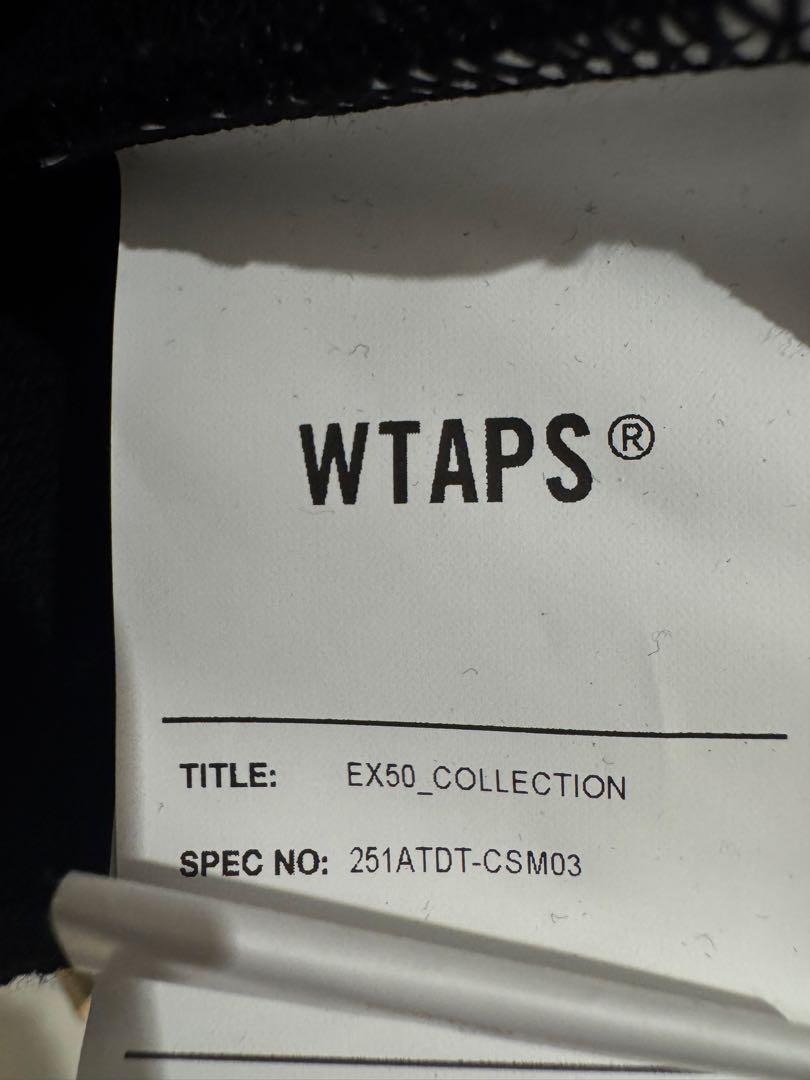 WTAPS®
TITLE: EX50_COLLECTION
SPEC NO: 251ATDT-CSM03